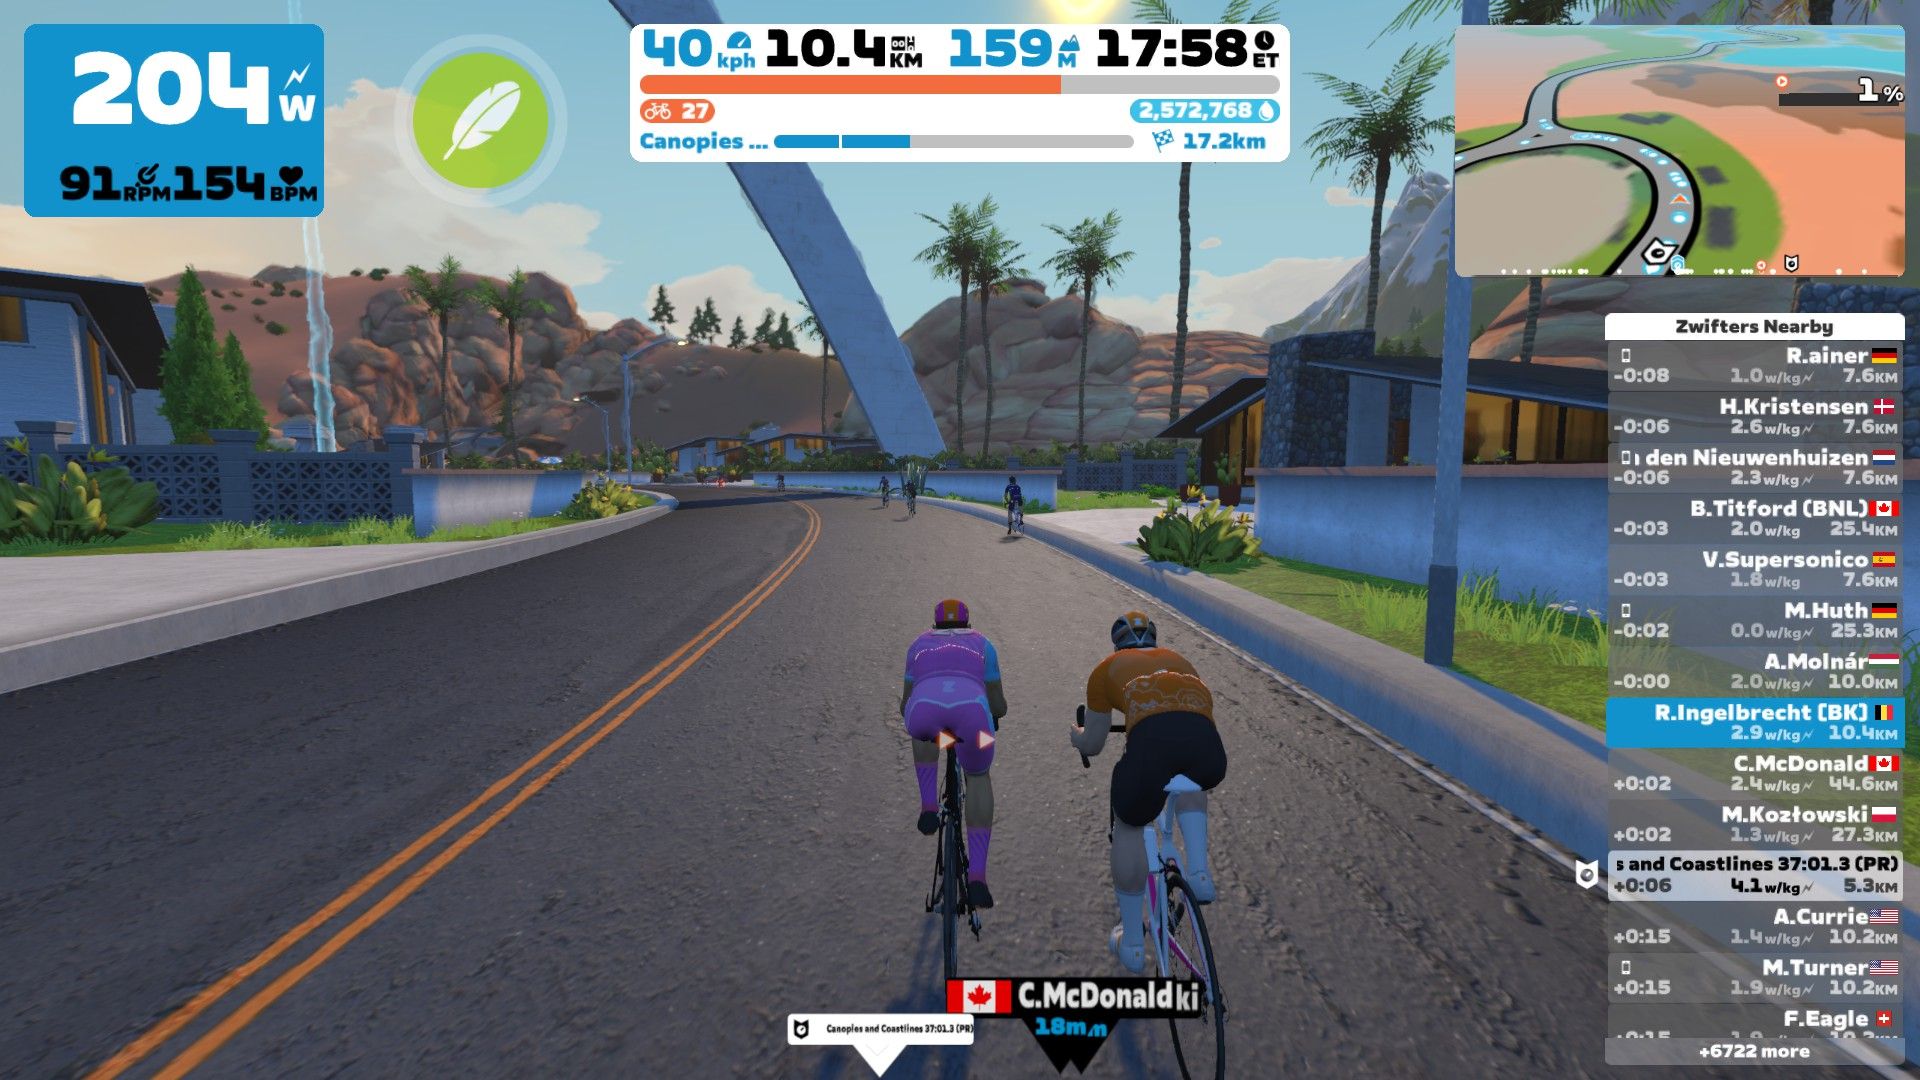 204 W
91 RPM 154 BPM
40 kph 10.4 KM 159 M 17:58 ET
27
2,572,768
Canopies ...
17.2km
1 %
Zwifters Nearby
R.ainer
-0:08 1.0 w/kg 7.6 KM
H.Kristensen
-0:06 2.6 w/kg 7.6 KM
den Nieuwenhuizen
-0:06 2.3 w/kg 7.6 KM
B.Titford (BNL)
-0:03 2.0 w/kg 25.4 KM
V.Supersonico
-0:03 1.8 w/kg 7.6 KM
M.Huth
-0:02 0.0 w/kg 25.3 KM
A.Molnár
-0:00 2.0 w/kg 10.0 KM
R.Ingelbrecht (BK)
2.9 w/kg 10.4 KM
C.McDonald
+0:02 2.4 w/kg 44.6 KM
M.Kozłowski
+0:02 1.3 w/kg 27.3 KM
s and Coastlines 37:01.3 (PR)
+0:06 4.1 w/kg 5.3 KM
A.Currie
+0:15 1.4 w/kg 10.2 KM
M.Turner
+0:15 1.9 w/kg 10.2 KM
F.Eagle
+6722 more
C.McDonald ki
18m m
Canopies and Coastlines 37:01.3 (PR)